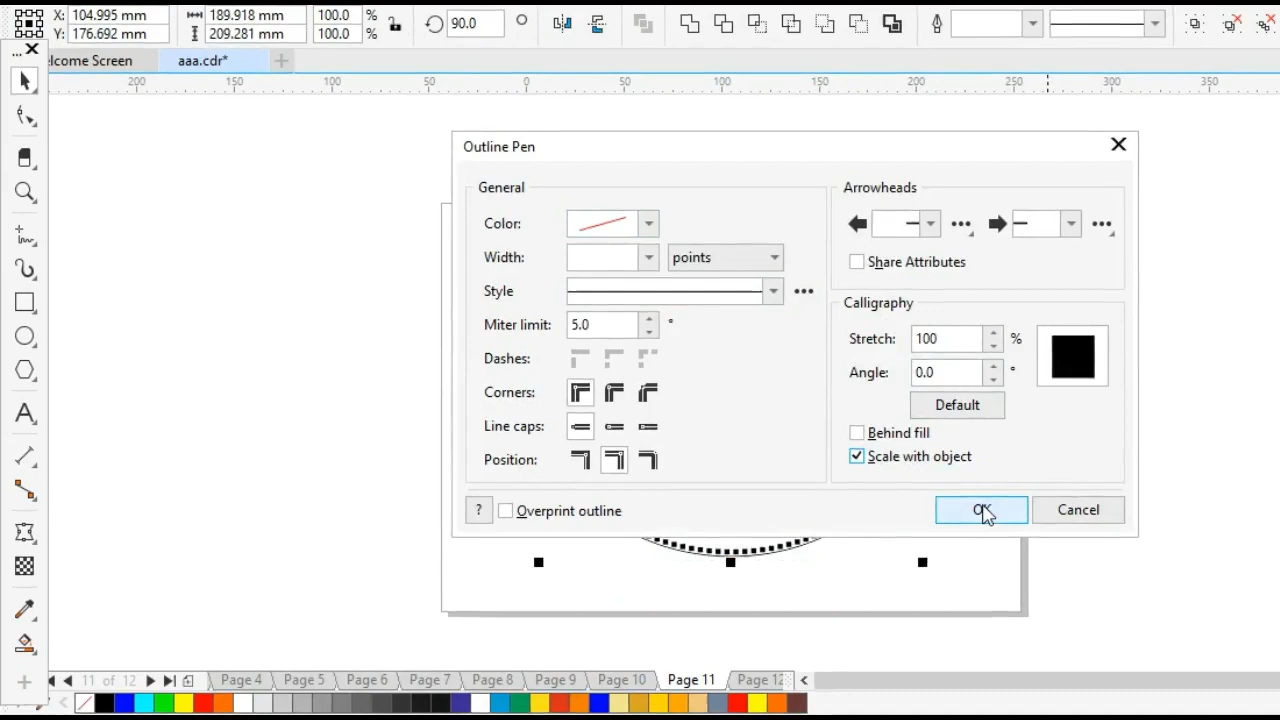 X: 104.995 mm 189.918 mm 100.0 % 90.0 °
Y: 176.692 mm 209.281 mm 100.0 %
... elcome Screen aaa.cdr*
200 150 100 50 0 50 100 150 200 250 300 350
Outline Pen
General
Color:
Width: points
Style
Miter limit: 5.0 °
Dashes:
Corners:
Line caps:
Position:
Arrowheads
Share Attributes
Calligraphy
Stretch: 100 %
Angle: 0.0 °
Default
Behind fill
Scale with object
? Overprint outline OK Cancel
11 of 12 Page 4 Page 5 Page 6 Page 7 Page 8 Page 9 Page 10 Page 11 Page 12